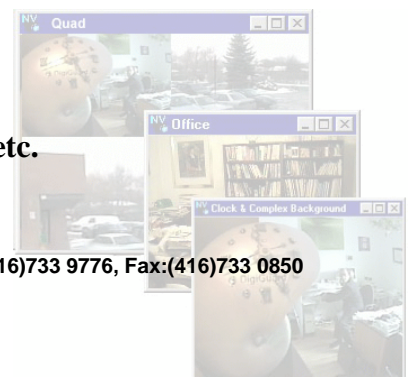 Quad
Office
etc.
Clock & Complex Background
16)733 9776, Fax:(416)733 0850